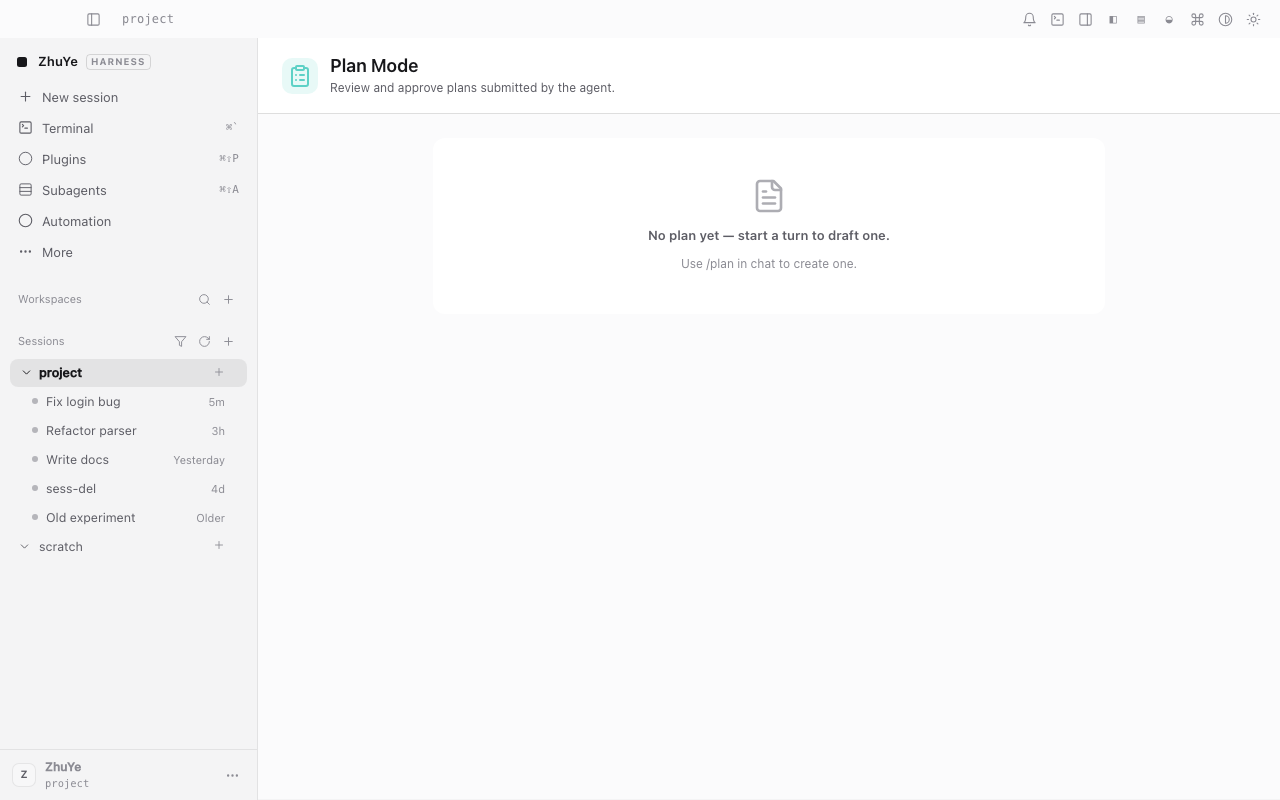 project
ZhuYe HARNESS
New session
Terminal ⌘`
Plugins ⌘⇧P
Subagents ⌘⇧A
Automation
More
Workspaces
Sessions
project
Fix login bug 5m
Refactor parser 3h
Write docs Yesterday
sess-del 4d
Old experiment Older
scratch
Z
ZhuYe
project
Plan Mode
Review and approve plans submitted by the agent.
No plan yet — start a turn to draft one.
Use /plan in chat to create one.